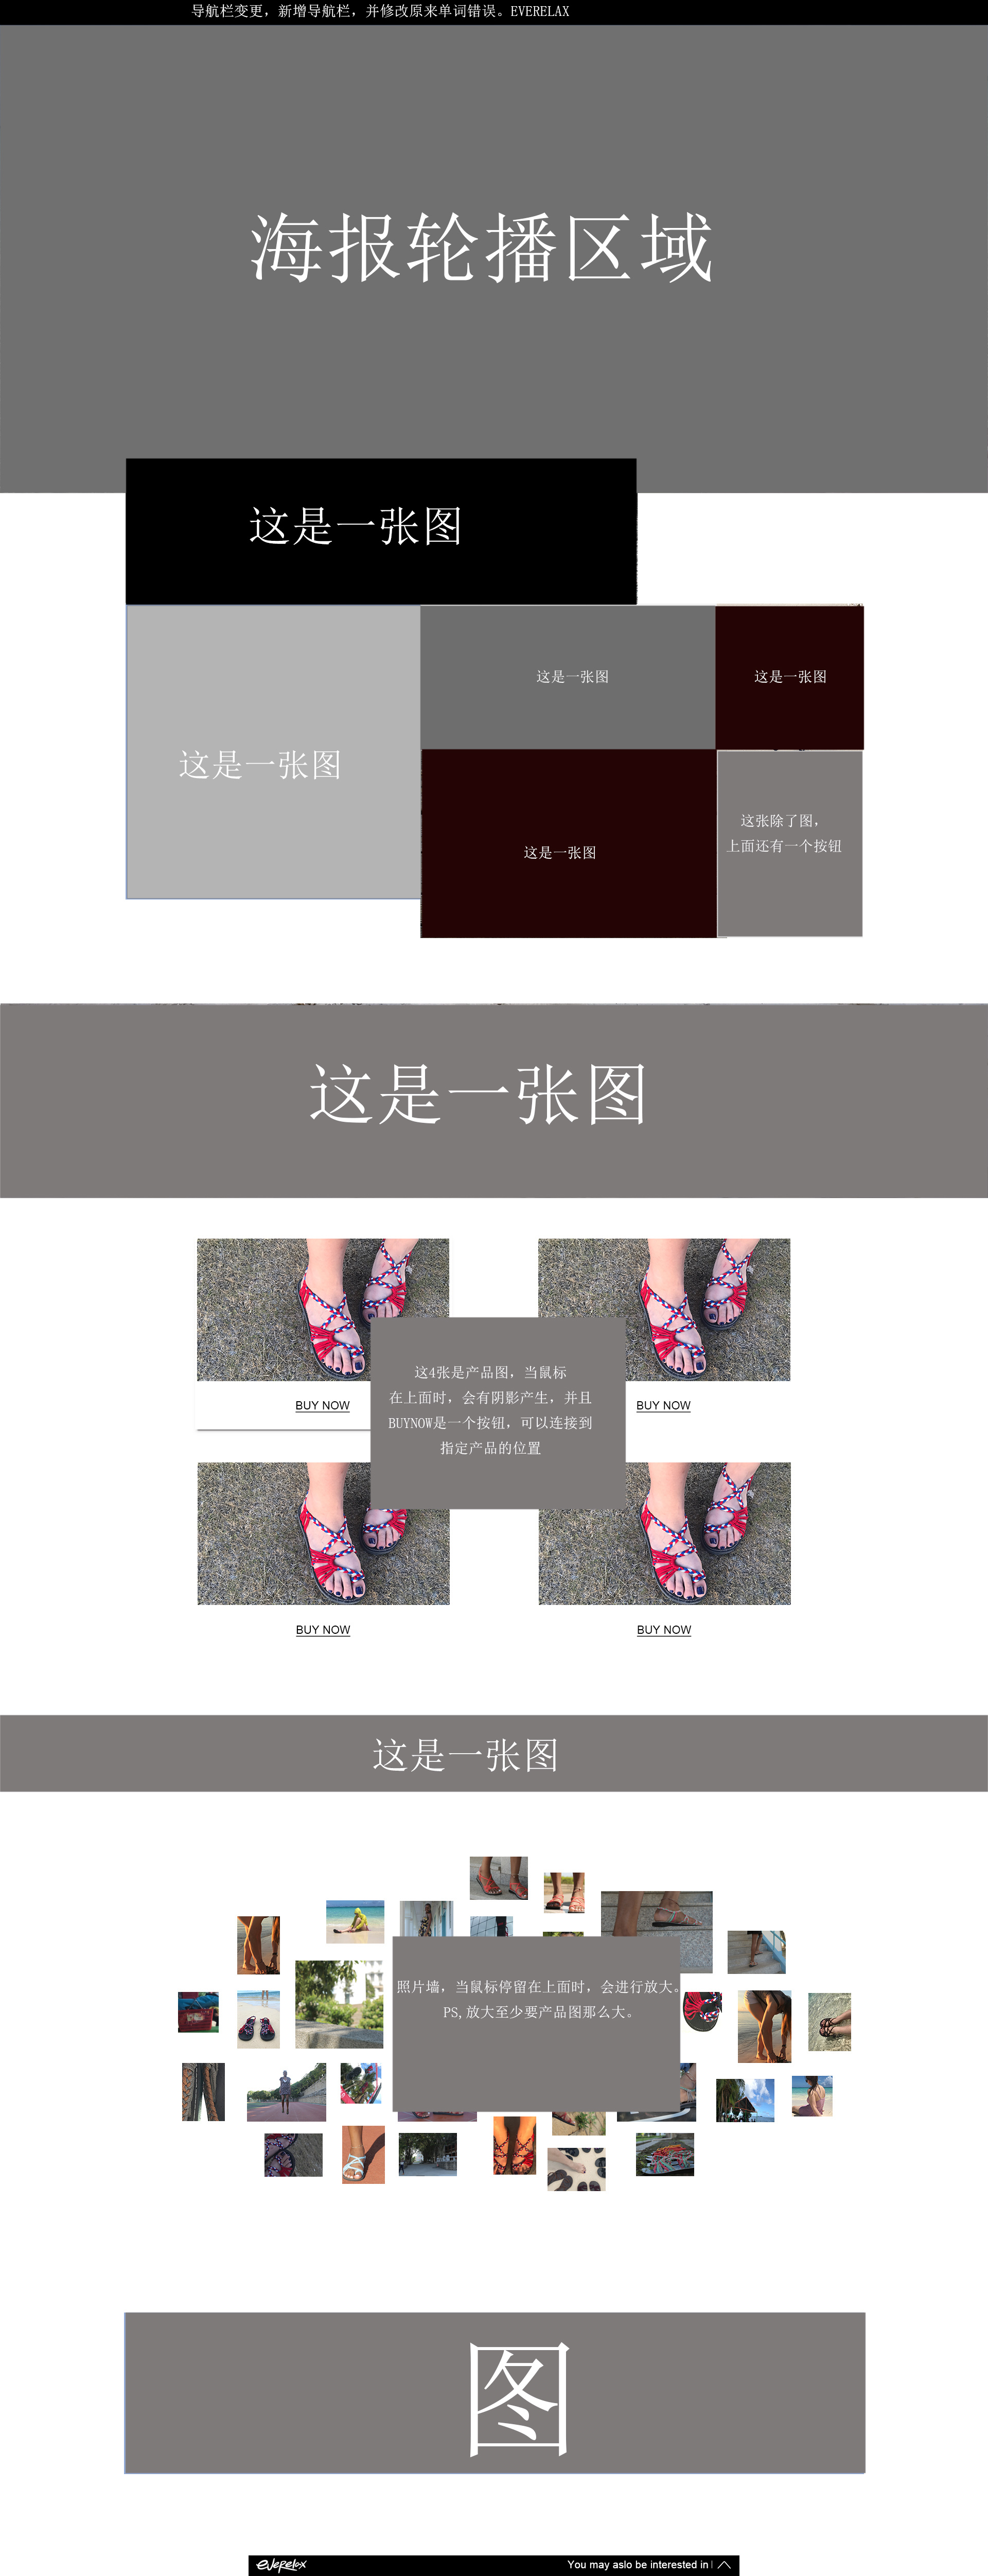 导航栏变更，新增导航栏，并修改原来单词错误。EVERELAX
海报轮播区域
这是一张图
这是一张图
这是一张图
这是一张图
这张除了图，
上面还有一个按钮
这是一张图
这是一张图
这4张是产品图，当鼠标
在上面时，会有阴影产生，并且
BUYNOW是一个按钮，可以连接到
指定产品的位置
BUY NOW
BUY NOW
BUY NOW
BUY NOW
这是一张图
照片墙，当鼠标停留在上面时，会进行放大。
PS,放大至少要产品图那么大。
图
everelax
You may aslo be interested in